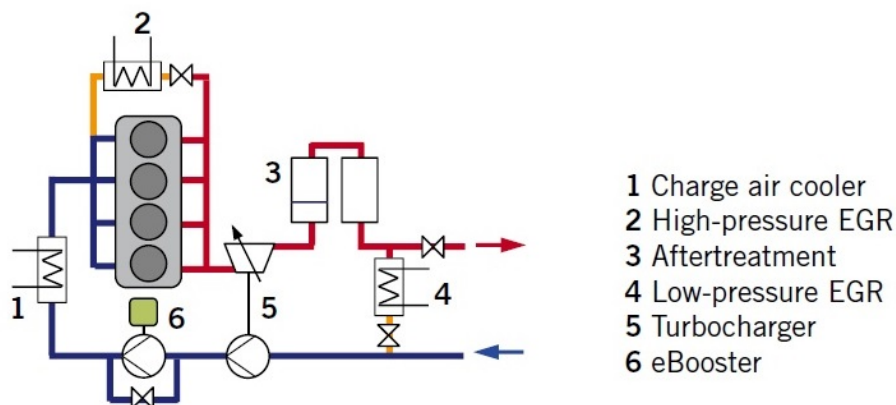 2
3
1
6
5
4
1 Charge air cooler
2 High-pressure EGR
3 Aftertreatment
4 Low-pressure EGR
5 Turbocharger
6 eBooster